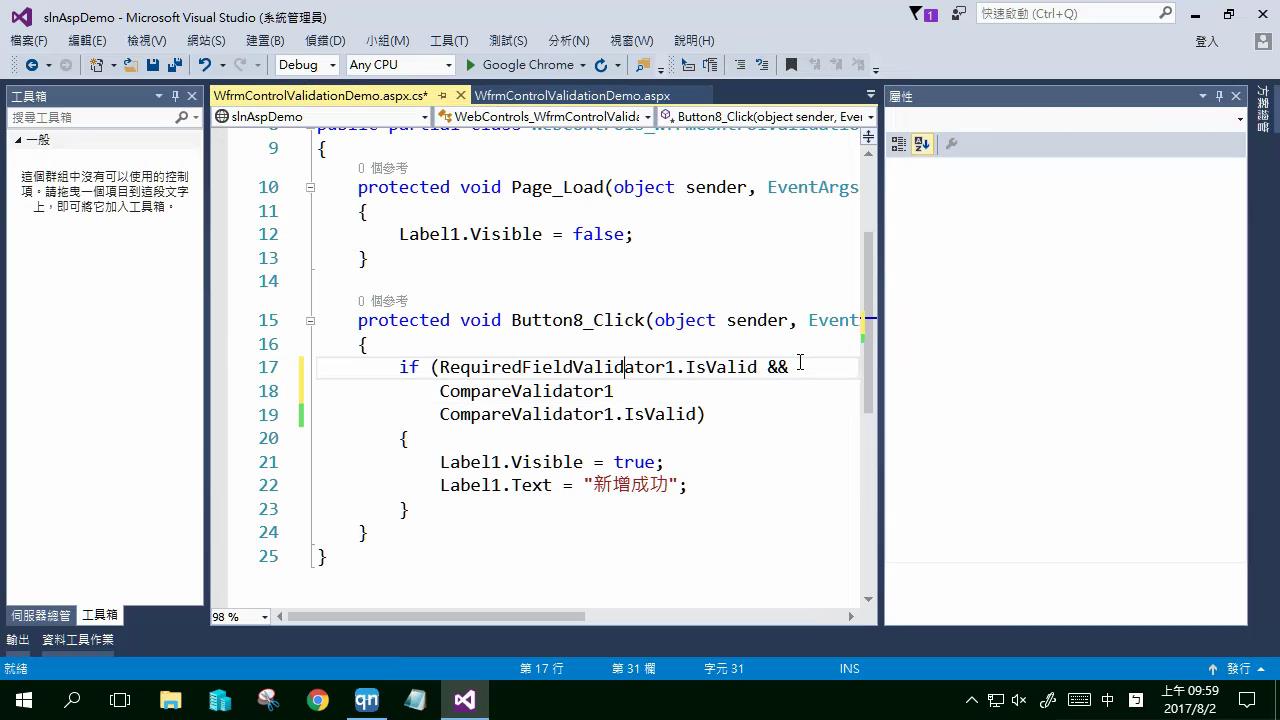 slnAspDemo - Microsoft Visual Studio (系統管理員)
1
快速啟動 (Ctrl+Q)
檔案(F) 編輯(E) 檢視(V) 網站(S) 建置(B) 偵錯(D) 小組(M) 工具(T) 測試(S) 分析(N) 視窗(W) 說明(H)
登入
Debug Any CPU Google Chrome
工具箱
WfrmControlValidationDemo.aspx.cs* WfrmControlValidationDemo.aspx
屬性
方案總管
搜尋工具箱
slnAspDemo WebControls_WfrmControlValida Button8_Click(object sender, Even
一般
這個群組中沒有可以使用的控制
項。請拖曳一個項目到這段文字
上，即可將它加入工具箱。
9 {
0 個參考
10 protected void Page_Load(object sender, EventArgs
11 {
12 Label1.Visible = false;
13 }
14
0 個參考
15 protected void Button8_Click(object sender, Event
16 {
17 if (RequiredFieldValidator1.IsValid &&
18 CompareValidator1
19 CompareValidator1.IsValid)
20 {
21 Label1.Visible = true;
22 Label1.Text = "新增成功";
23 }
24 }
25 }
98 %
伺服器總管 工具箱
輸出 資料工具作業
就緒 第 17 行 第 31 欄 字元 31 INS 發行
qn
中
上午 09:59
2017/8/2